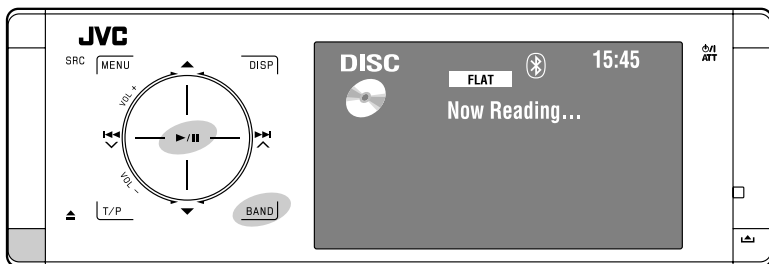 JVC
SRC
MENU
DISP
VOL +
VOL –
T/P
BAND
DISC
FLAT
15:45
Now Reading...
/I
ATT